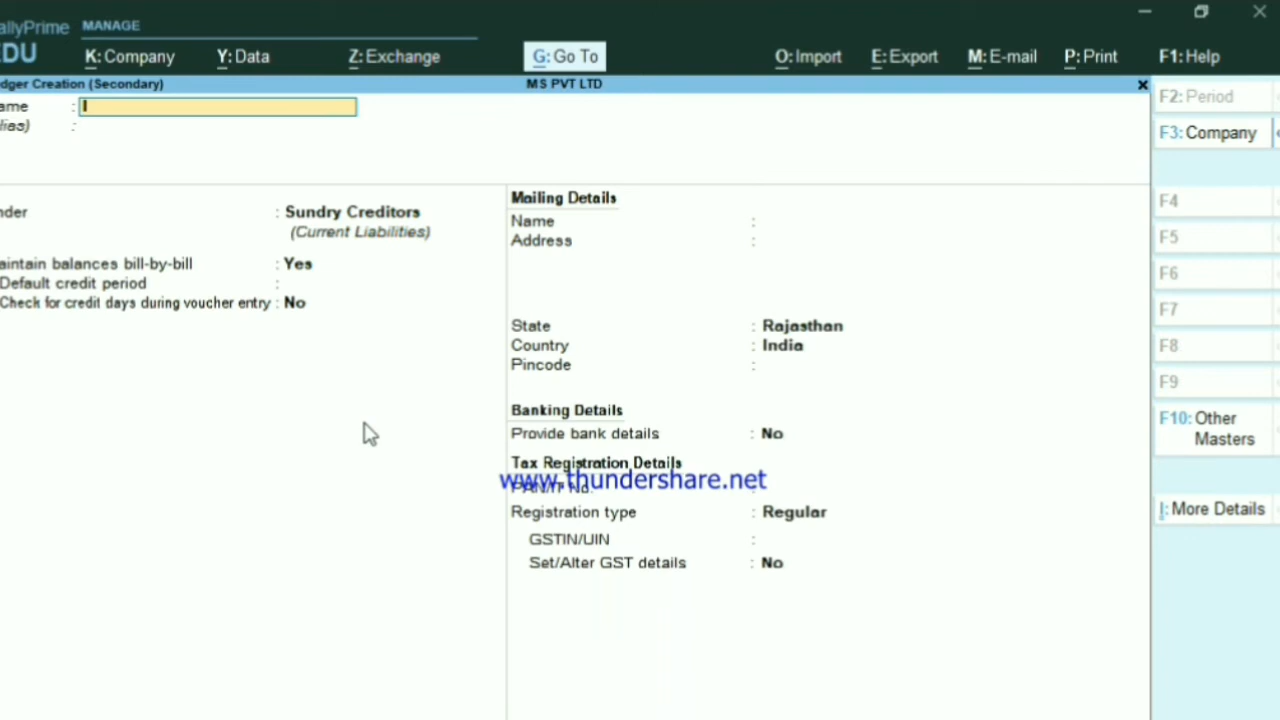 allyPrime MANAGE
EDU K: Company Y: Data Z: Exchange G: Go To O: Import E: Export M: E-mail P: Print F1: Help
dger Creation (Secondary) MS PVT LTD
ame :
lias) :
nder : Sundry Creditors
(Current Liabilities)
aintain balances bill-by-bill : Yes
Default credit period :
Check for credit days during voucher entry : No
Mailing Details
Name :
Address :
State : Rajasthan
Country : India
Pincode :
Banking Details
Provide bank details : No
Tax Registration Details
www.thundershare.net
PAN/IT No. :
Registration type : Regular
GSTIN/UIN :
Set/Alter GST details : No
F2: Period
F3: Company
F4
F5
F6
F7
F8
F9
F10: Other
Masters
I: More Details